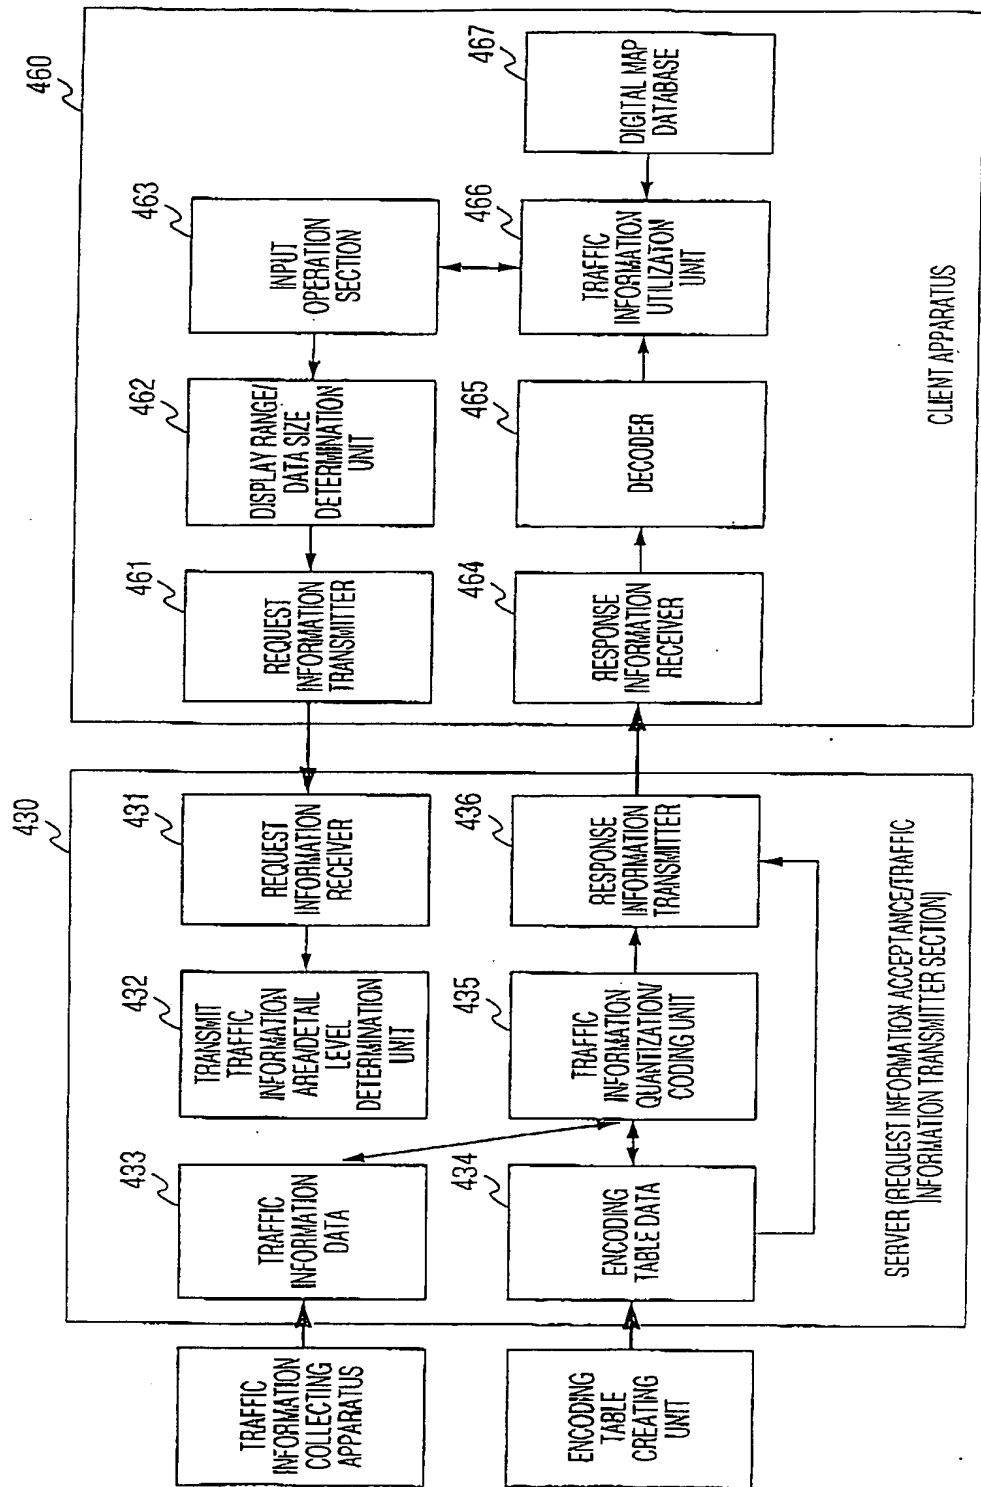 460
467
DIGITAL MAP
DATABASE
463
INPUT
OPERATION
SECTION
466
TRAFFIC
INFORMATION
UTILIZATON
UNIT
462
DISPLAY RANGE/
DATA SIZE
DETERMINATION
UNIT
465
DECODER
461
REQUEST
INFORMATION
TRANSMITTER
464
RESPONSE
INFORMATION
RECEIVER
CLIENT APPARATUS
430
431
REQUEST
INFORMATION
RECEIVER
436
RESPONSE
INFORMATION
TRANSMITTER
432
TRANSMIT
TRAFFIC
INFORMATION
AREA/DETAIL
LEVEL
DETERMINATION
UNIT
435
TRAFFIC
INFORMATION
QUANTIZATION/
CODING UNIT
433
TRAFFIC
INFORMATION
DATA
434
ENCODING
TABLE DATA
SERVER (REQUEST INFORMATION ACCEPTANCE/TRAFFIC
INFORMATION TRANSMITTER SECTION)
TRAFFIC
INFORMATION
COLLECTING
APPARATUS
ENCODING
TABLE
CREATING
UNIT